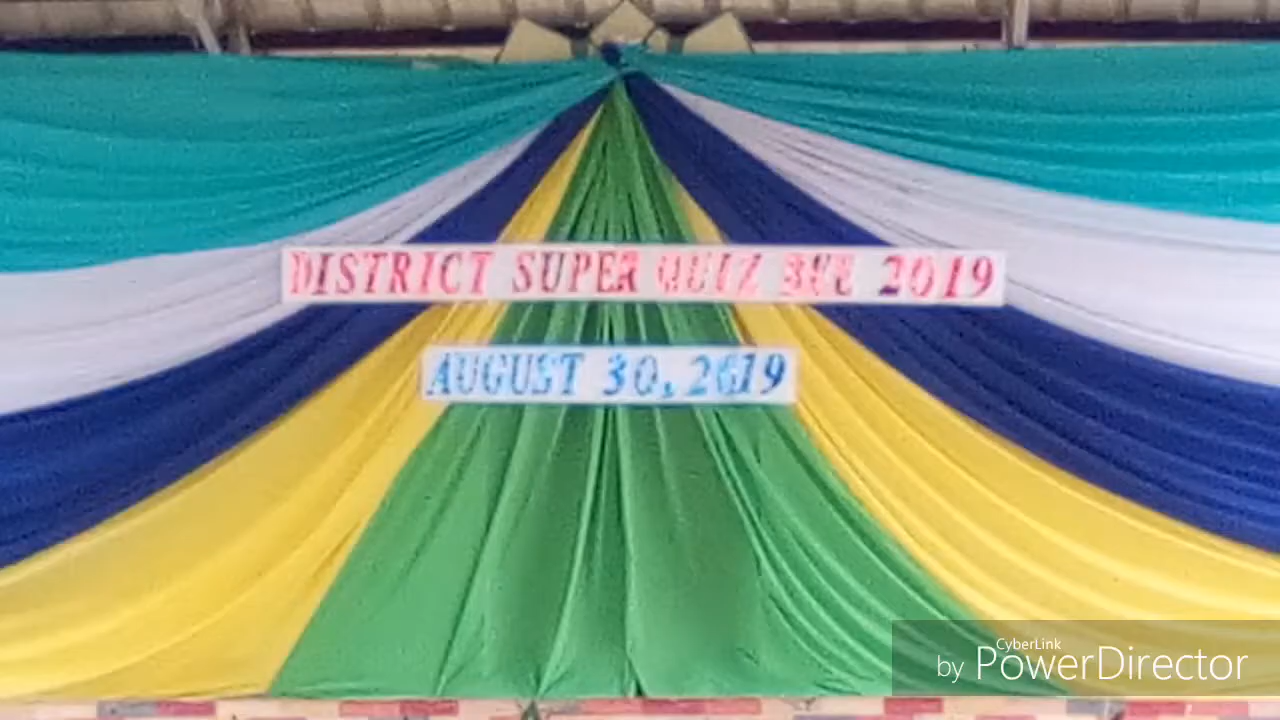 DISTRICT SUPER QUIZ BEE 2019
AUGUST 30, 2019
CyberLink
by PowerDirector